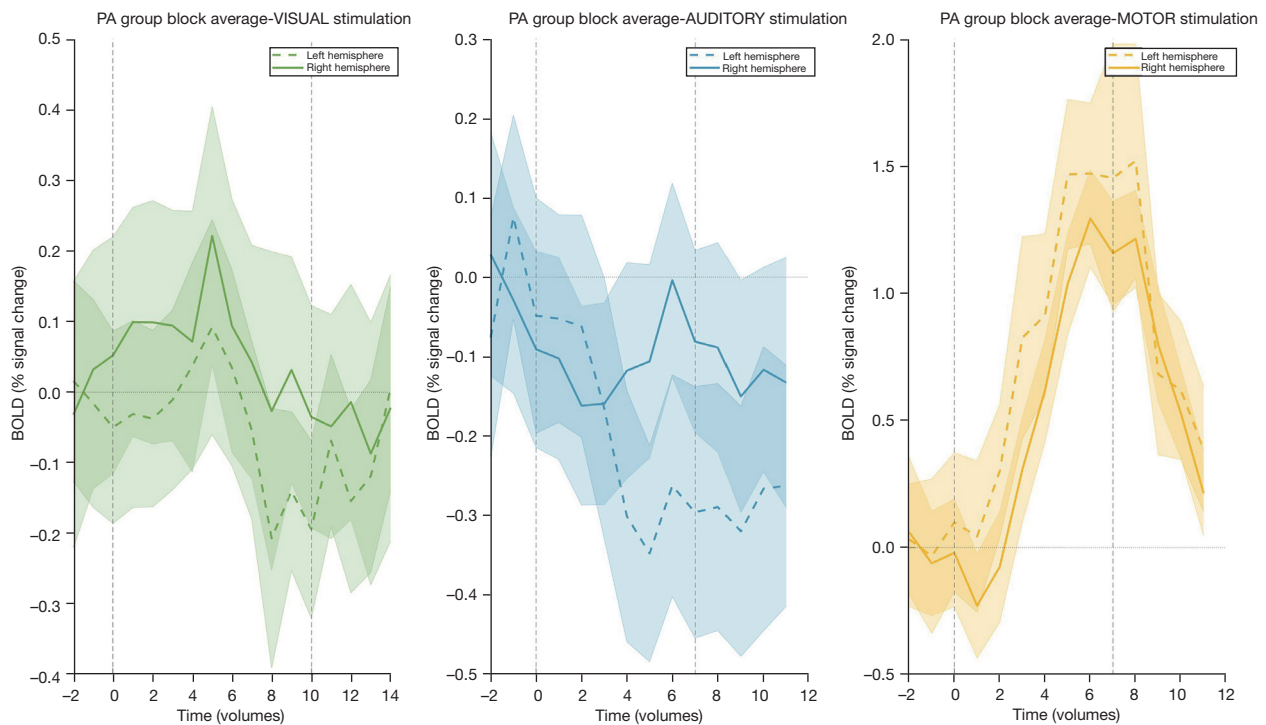 PA group block average-VISUAL stimulation
0.5
0.4
0.3
0.2
0.1
0.0
–0.1
–0.2
–0.3
–0.4
BOLD (% signal change)
Left hemisphere
Right hemisphere
–2 0 2 4 6 8 10 12 14
Time (volumes)
PA group block average-AUDITORY stimulation
0.3
0.2
0.1
0.0
–0.1
–0.2
–0.3
–0.4
–0.5
BOLD (% signal change)
Left hemisphere
Right hemisphere
–2 0 2 4 6 8 10 12
Time (volumes)
PA group block average-MOTOR stimulation
2.0
1.5
1.0
0.5
0.0
–0.5
BOLD (% signal change)
Left hemisphere
Right hemisphere
–2 0 2 4 6 8 10 12
Time (volumes)